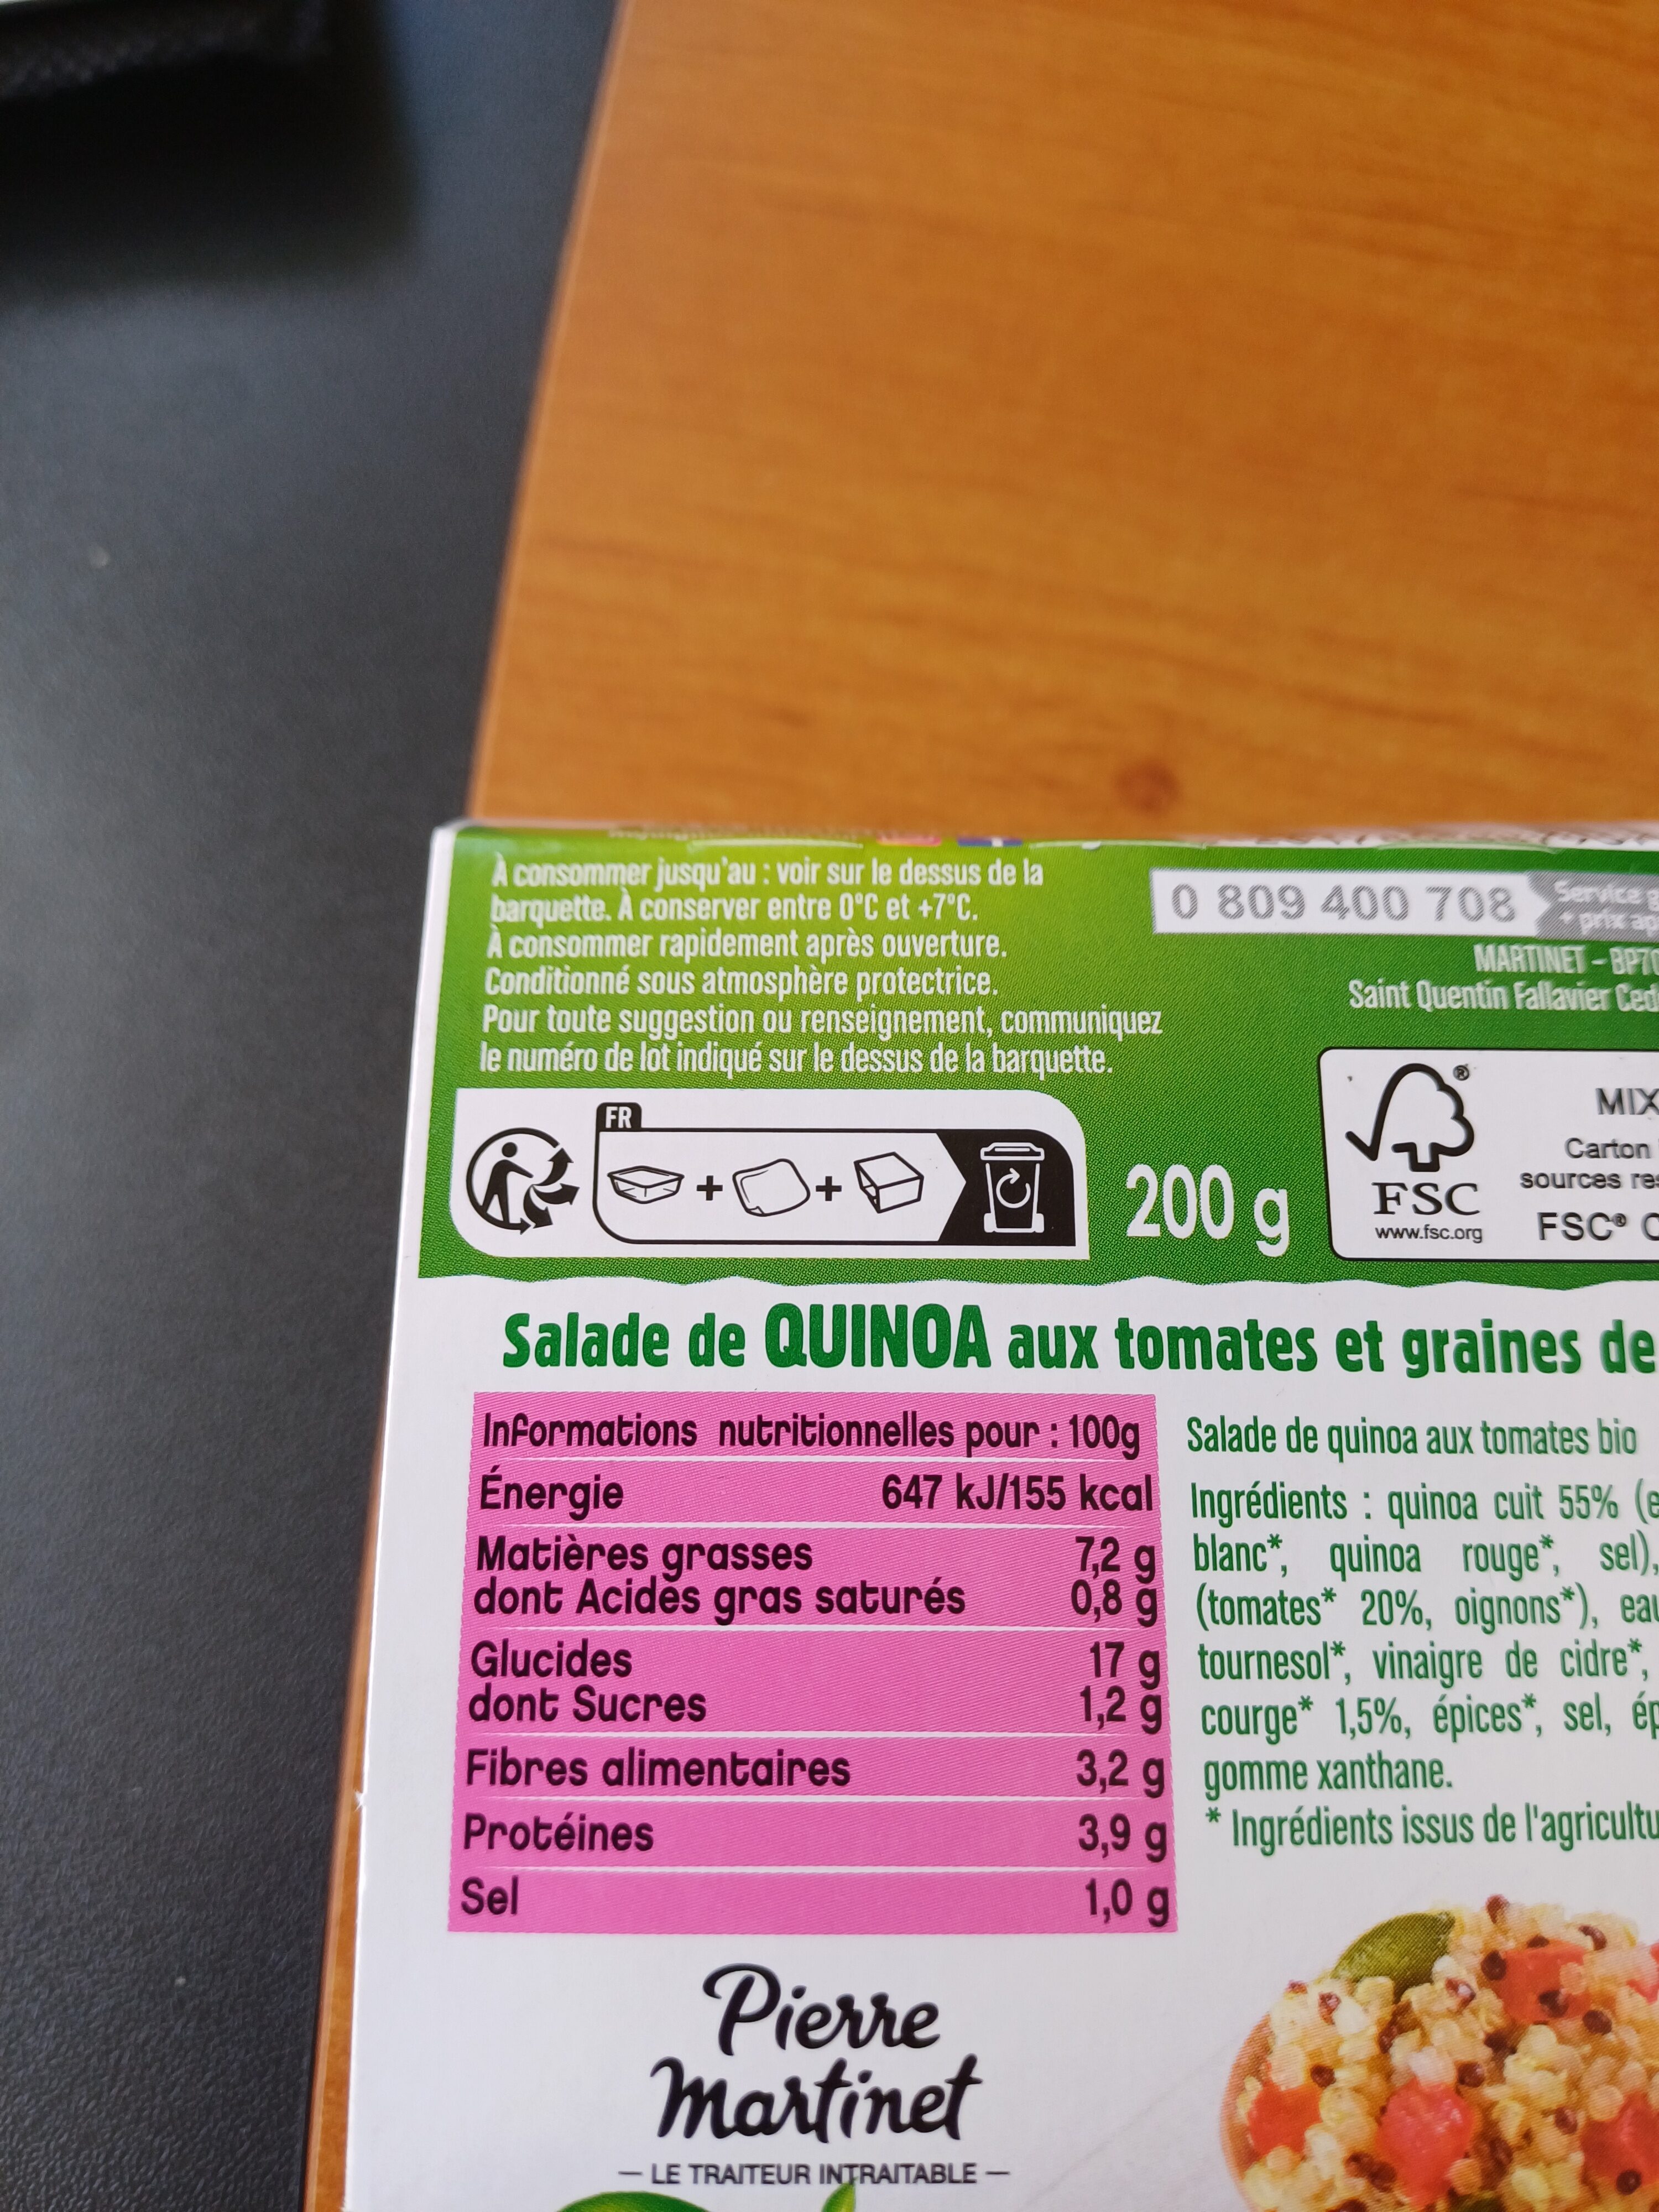 À consommer jusqu'au : voir sur le dessus de la
barquette. À conserver entre 0°C et +7°C.
À consommer rapidement après ouverture.
Conditionné sous atmosphère protectrice.
Pour toute suggestion ou renseignement, communiquez
le numéro de lot indiqué sur le dessus de la barquette.
0 809 400 708
Service
+ prix
MARTINET - BP70
Saint Quentin Fallavier
FR
+ +
200 g
FSC
www.fsc.org
®
MIX
Carton
sources
FSC®
Salade de QUINOA aux tomates et graines de
Informations nutritionnelles pour : 100g
Énergie 647 kJ/155 kcal
Matières grasses 7,2 g
dont Acides gras saturés 0,8 g
Glucides 17 g
dont Sucres 1,2 g
Fibres alimentaires 3,2 g
Protéines 3,9 g
Sel 1,0 g
Salade de quinoa aux tomates bio
Ingrédients : quinoa cuit 55%
blanc*, quinoa rouge*, sel),
(tomates* 20%, oignons*),
tournesol*, vinaigre de cidre*,
courge* 1,5%, épices*, sel,
gomme xanthane.
* Ingrédients issus de
Pierre
Martinet
— LE TRAITEUR INTRAITABLE —